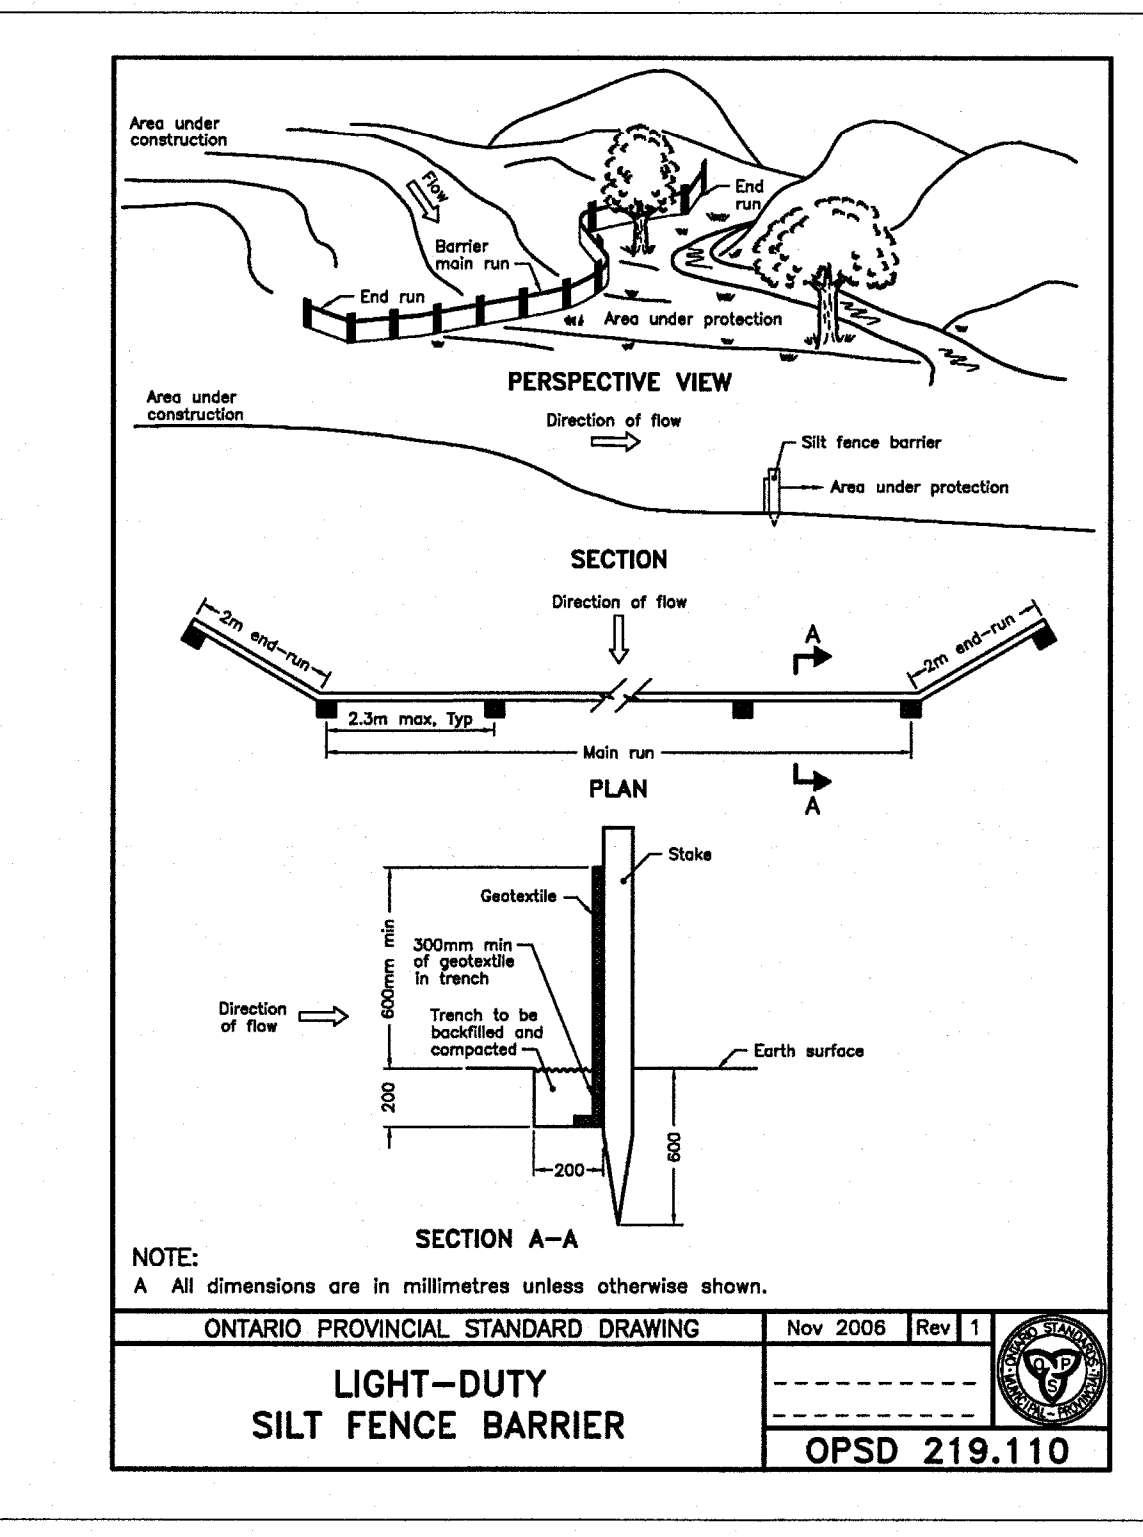 Area under
construction
Flow
End
run
Barrier
main run
End run
Area under protection
PERSPECTIVE VIEW
Area under
construction
Direction of flow
Silt fence barrier
Area under protection
SECTION
Direction of flow
2m end-run
A
2m end-run
2.3m max, Typ
Main run
PLAN
A
Stake
Geotextile
600mm min
300mm min
of geotextile
in trench
Direction
of flow
Trench to be
backfilled and
compacted
Earth surface
200
200
600
SECTION A-A
NOTE:
A All dimensions are in millimetres unless otherwise shown.
ONTARIO PROVINCIAL STANDARD DRAWING
Nov 2006 Rev 1
LIGHT-DUTY
SILT FENCE BARRIER
ONTARIO STANDARDS
MUNICIPAL - PROVINCIAL
O P
S
OPSD 219.110